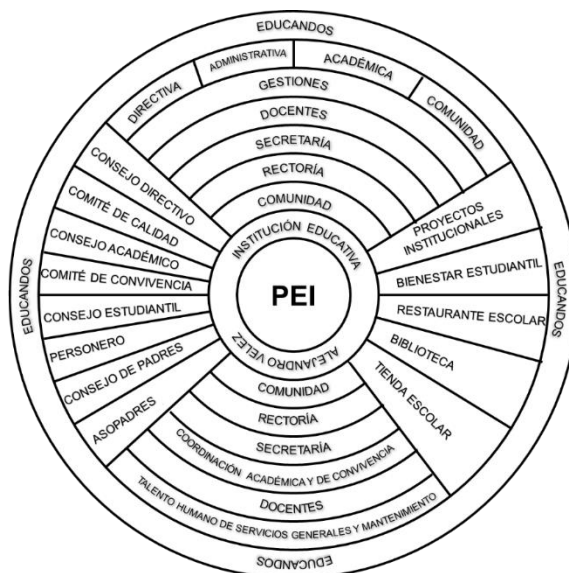 EDUCANDOS
DIRECTIVA
ADMINISTRATIVA
ACADÉMICA
COMUNIDAD
GESTIONES
DOCENTES
SECRETARÍA
RECTORÍA
COMUNIDAD
INSTITUCIÓN EDUCATIVA
PEI
ALEJANDRO VELEZ
EDUCANDOS
CONSEJO DIRECTIVO
COMITÉ DE CALIDAD
CONSEJO ACADÉMICO
COMITÉ DE CONVIVENCIA
CONSEJO ESTUDIANTIL
PERSONERO
CONSEJO DE PADRES
ASOPADRES
PROYECTOS
INSTITUCIONALES
BIENESTAR ESTUDIANTIL
RESTAURANTE ESCOLAR
BIBLIOTECA
TIENDA ESCOLAR
EDUCANDOS
COMUNIDAD
RECTORÍA
SECRETARÍA
COORDINACIÓN ACADÉMICA Y DE CONVIVENCIA
DOCENTES
TALENTO HUMANO DE SERVICIOS GENERALES Y MANTENIMIENTO
EDUCANDOS